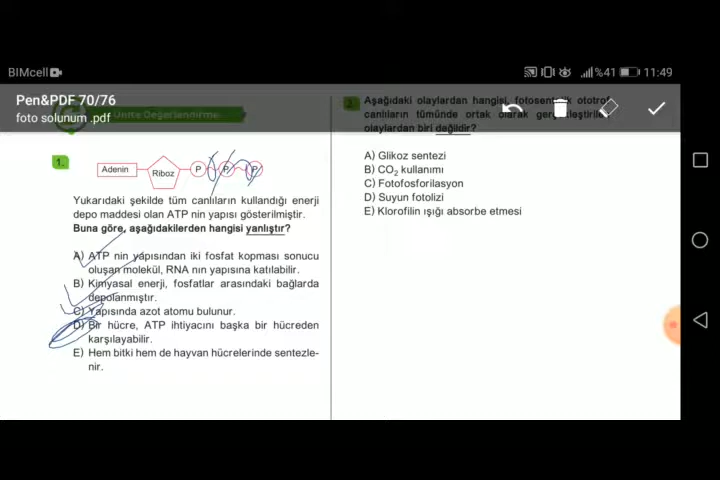 BIMcell
%41 11:49
Pen&PDF 70/76
foto solunum .pdf
Ünite Değerlendirme
1.
Adenin
Riboz
P
P
P
Yukarıdaki şekilde tüm canlıların kullandığı enerji
depo maddesi olan ATP nin yapısı gösterilmiştir.
Buna göre, aşağıdakilerden hangisi yanlıştır?
A) ATP nin yapısından iki fosfat kopması sonucu
oluşan molekül, RNA nın yapısına katılabilir.
B) Kimyasal enerji, fosfatlar arasındaki bağlarda
depolanmıştır.
C) Yapısında azot atomu bulunur.
D) Bir hücre, ATP ihtiyacını başka bir hücreden
karşılayabilir.
E) Hem bitki hem de hayvan hücrelerinde sentezle-
nir.
2. Aşağıdaki olaylardan hangisi, fotosentetik ototrof
canlıların tümünde ortak olarak gerçekleştirilen
olaylardan biri değildir?
A) Glikoz sentezi
B) CO₂ kullanımı
C) Fotofosforilasyon
D) Suyun fotolizi
E) Klorofilin ışığı absorbe etmesi